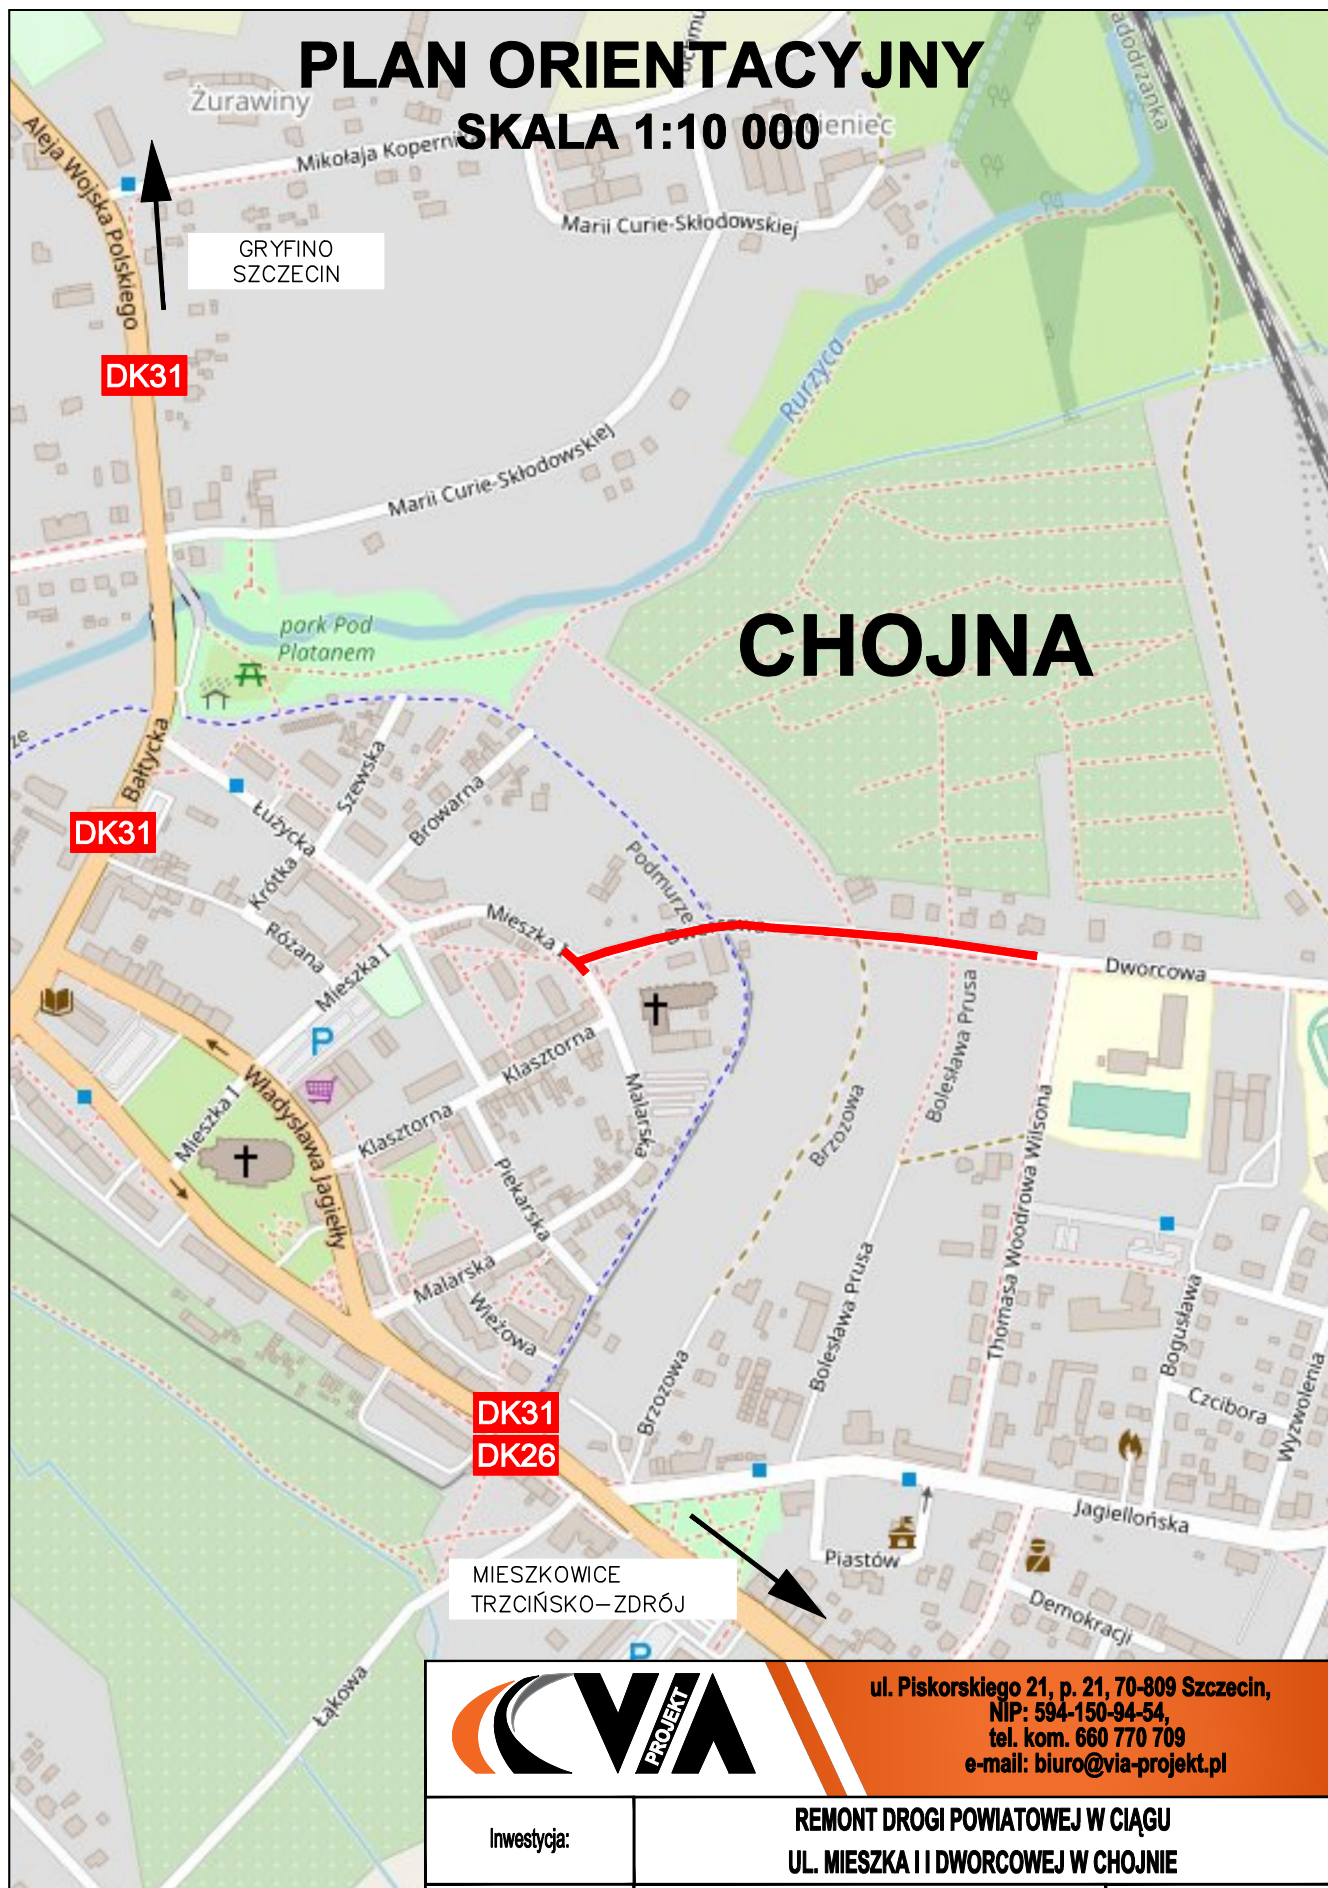 PLAN ORIENTACYJNY
SKALA 1:10 000
Żurawiny
Aleja Wojska Polskiego
Mikołaja Kopernika
Marii Curie-Skłodowskiej
GRYFINO
SZCZECIN
DK31
Rurzyca
Marii Curie-Skłodowskiej
park Pod
Platanem
CHOJNA
Bałtycka
DK31
Łużycka
Szewska
Browarna
Krótka
Różana
Mieszka I
Mieszka I
Podmurze
Dworcowa
Dworcowa
P
Klasztorna
Malarska
Mieszka I
Władysława Jagiełły
Klasztorna
Piekarska
Brzozowa
Bolesława Prusa
Thomasa Woodrowa Wilsona
Malarska
Wieżowa
Brzozowa
Bolesława Prusa
Bogusława
Czcibora
Wyzwolenia
DK31
DK26
Jagiellońska
Piastów
Demokracji
MIESZKOWICE
TRZCIŃSKO-ZDRÓJ
P
Łąkowa
VIA
PROJEKT
ul. Piskorskiego 21, p. 21, 70-809 Szczecin,
NIP: 594-150-94-54,
tel. kom. 660 770 709
e-mail: biuro@via-projekt.pl
Inwestycja:
REMONT DROGI POWIATOWEJ W CIĄGU
UL. MIESZKA I I DWORCOWEJ W CHOJNIE